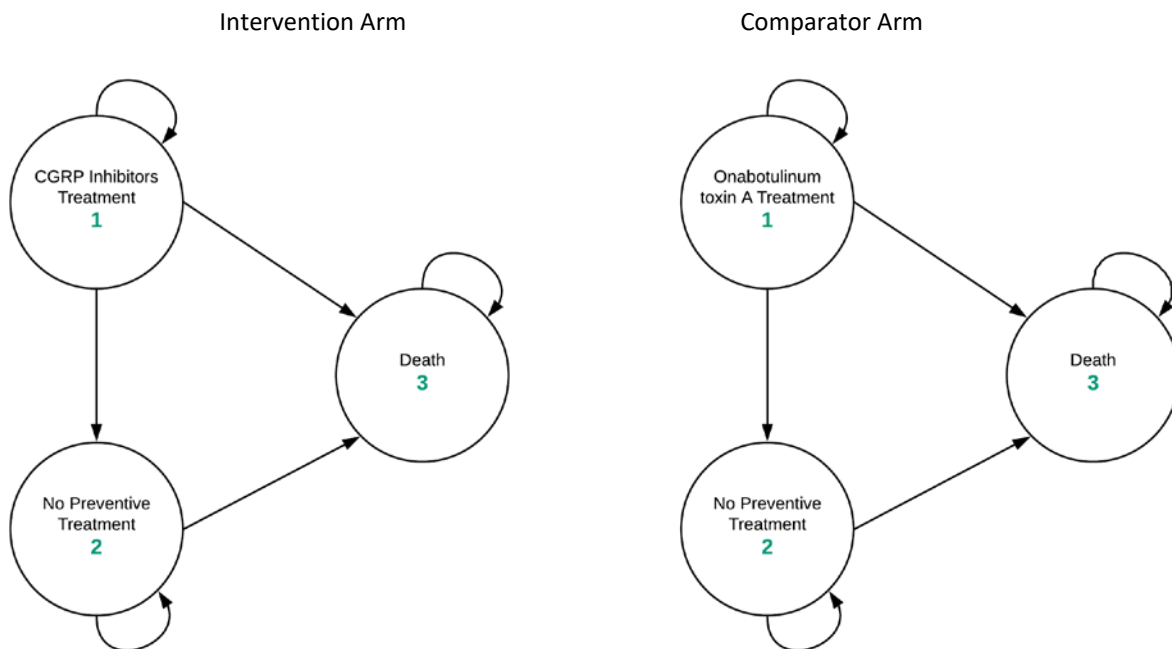 Intervention Arm
Comparator Arm
CGRP Inhibitors
Treatment
1
Death
3
No Preventive
Treatment
2
Onabotulinum
toxin A Treatment
1
Death
3
No Preventive
Treatment
2